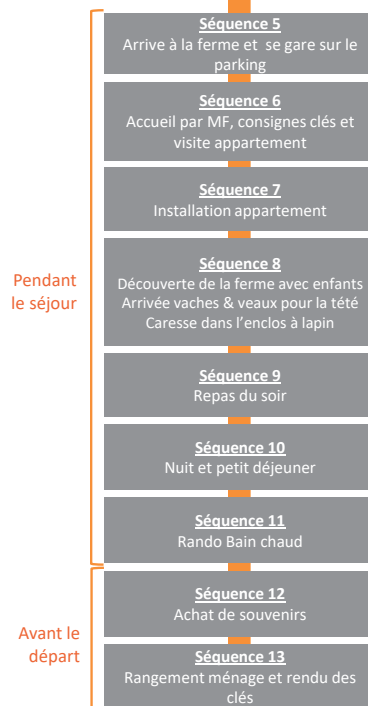 Séquence 5
Arrive à la ferme et se gare sur le
parking
Séquence 6
Accueil par MF, consignes clés et
visite appartement
Séquence 7
Installation appartement
Pendant
le séjour
Séquence 8
Découverte de la ferme avec enfants
Arrivée vaches & veaux pour la tété
Caresse dans l'enclos à lapin
Séquence 9
Repas du soir
Séquence 10
Nuit et petit déjeuner
Séquence 11
Rando Bain chaud
Avant le
départ
Séquence 12
Achat de souvenirs
Séquence 13
Rangement ménage et rendu des
clés